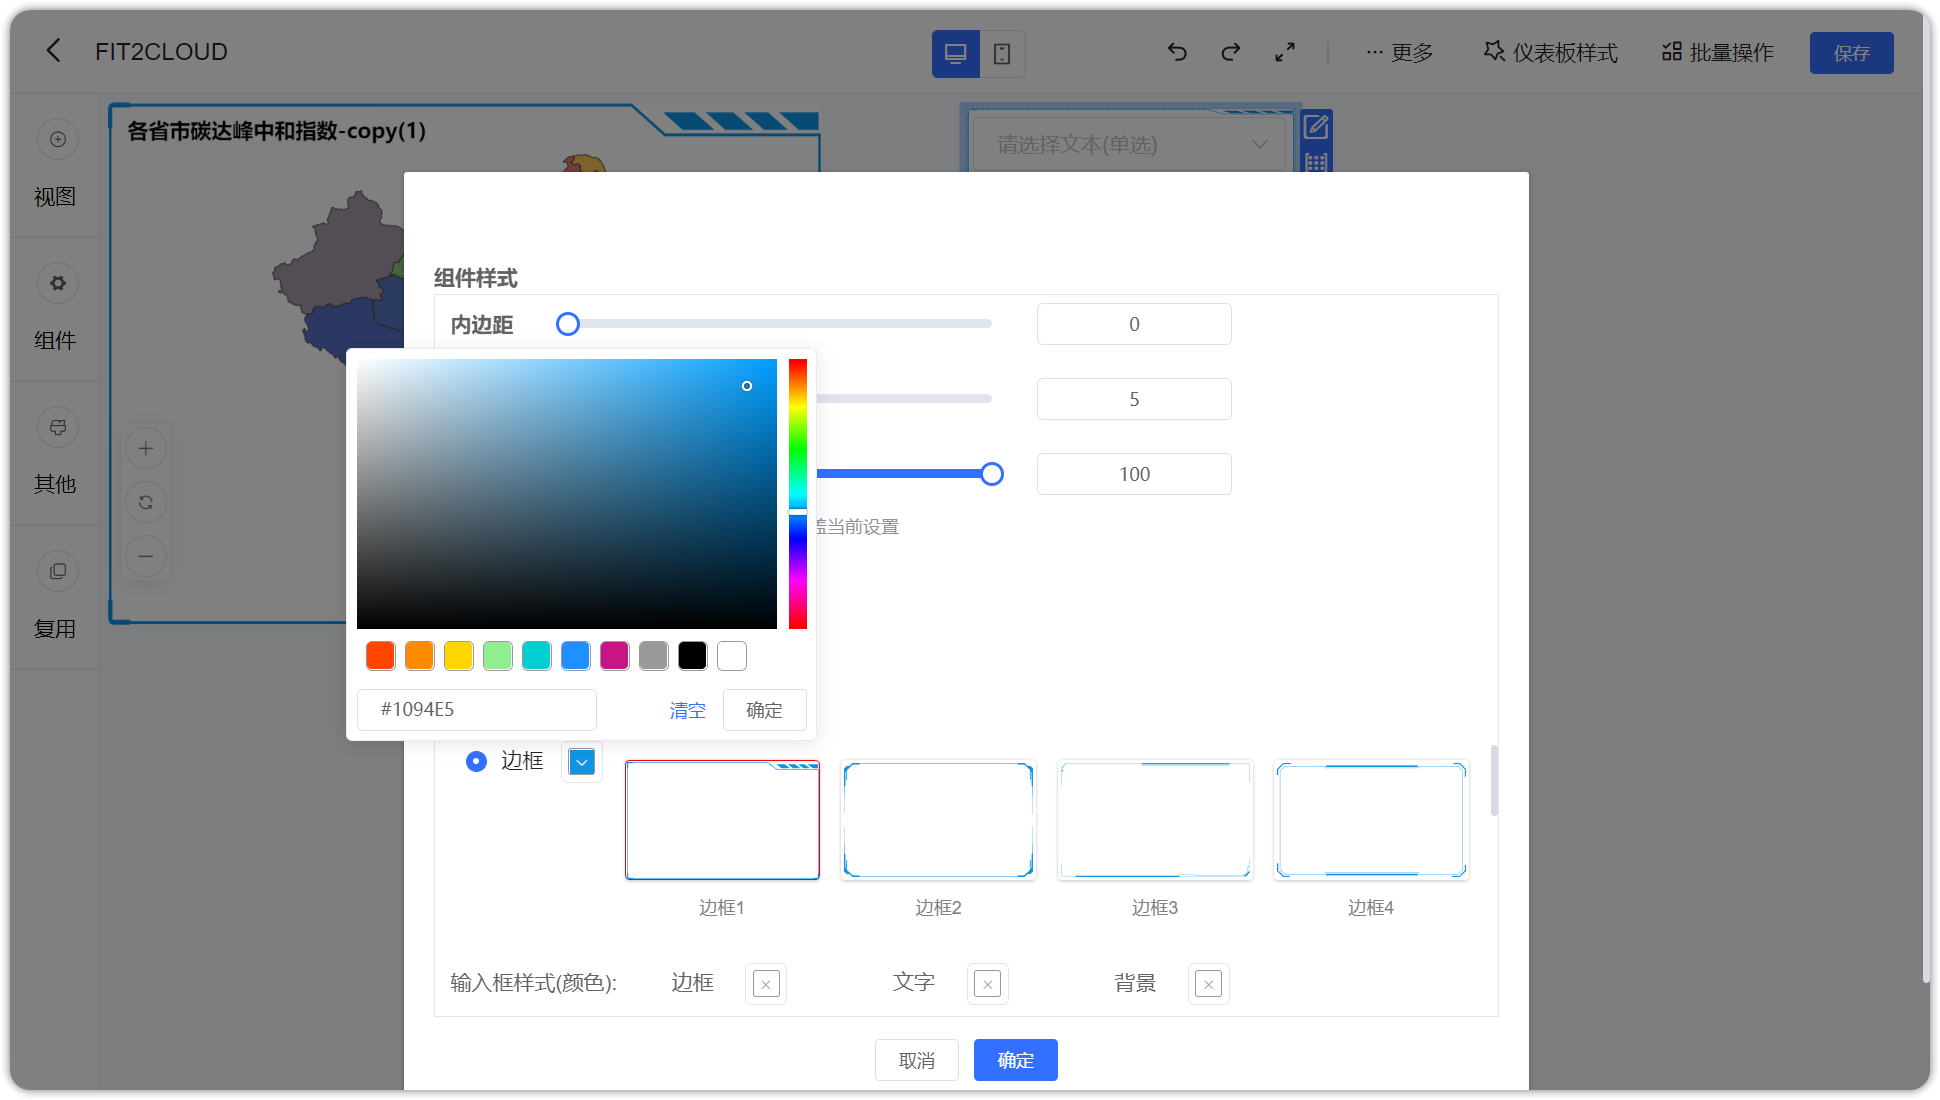 FIT2CLOUD
更多
仪表板样式
批量操作
保存
视图
组件
其他
复用
各省市碳达峰中和指数-copy(1)
请选择文本(单选)
组件样式
内边距
0
5
100
盖当前设置
#1094E5
清空
确定
边框
边框1
边框2
边框3
边框4
输入框样式(颜色):
边框
文字
背景
取消
确定